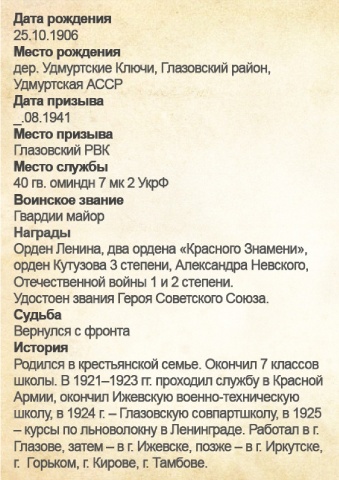 Дата рождения
25.10.1906
Место рождения
дер. Удмуртские Ключи, Глазовский район,
Удмуртская АССР
Дата призыва
_.08.1941
Место призыва
Глазовский РВК
Место службы
40 гв. оминдн 7 мк 2 УкрФ
Воинское звание
Гвардии майор
Награды
Орден Ленина, два ордена «Красного Знамени»,
орден Кутузова 3 степени, Александра Невского,
Отечественной войны 1 и 2 степени.
Удостоен звания Героя Советского Союза.
Судьба
Вернулся с фронта
История
Родился в крестьянской семье. Окончил 7 классов
школы. В 1921–1923 гг. проходил службу в Красной
Армии, окончил Ижевскую военно-техническую
школу, в 1924 г. – Глазовскую совпартшколу, в 1925
– курсы по льноволокну в Ленинграде. Работал в г.
Глазове, затем – в г. Ижевске, позже – в г. Иркутске,
г. Горьком, г. Кирове, г. Тамбове.